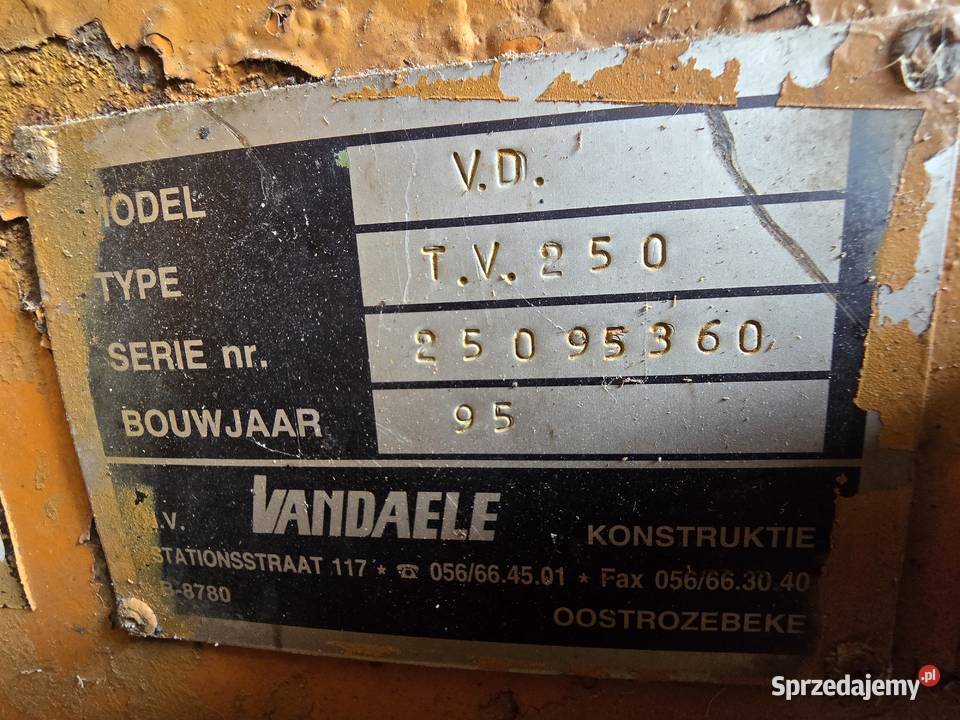 MODEL V.D.
TYPE T.V.250
SERIE nr. 25095360
BOUWJAAR 95
VANDAELE
N.V. KONSTRUKTIE
STATIONSSTRAAT 117 * ☎ 056/66.45.01 * Fax 056/66.30.40
B-8780 OOSTROZEBEKE
Sprzedajemy.pl